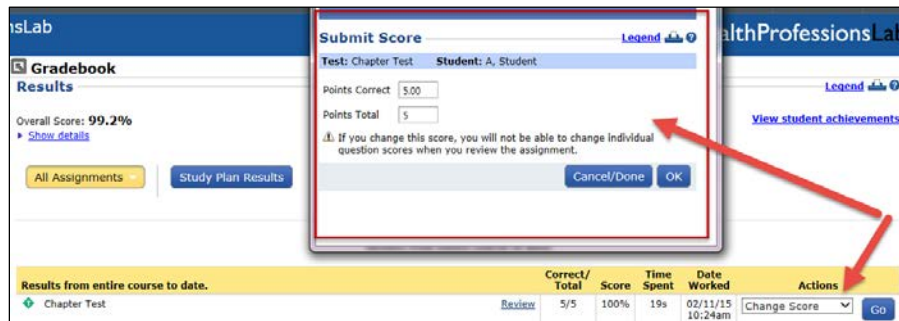 nsLab
Submit Score
Legend
lthProfessionsLab
Test: Chapter Test Student: A, Student
Gradebook
Results
Legend
Points Correct 5.00
Points Total 5
Overall Score: 99.2%
Show details
View student achievements
If you change this score, you will not be able to change individual
question scores when you review the assignment.
All Assignments
Study Plan Results
Cancel/Done OK
Results from entire course to date.
Correct/
Total
Score
Time
Spent
Date
Worked
Actions
Chapter Test Review 5/5 100% 19s 02/11/15
10:24am
Change Score Go